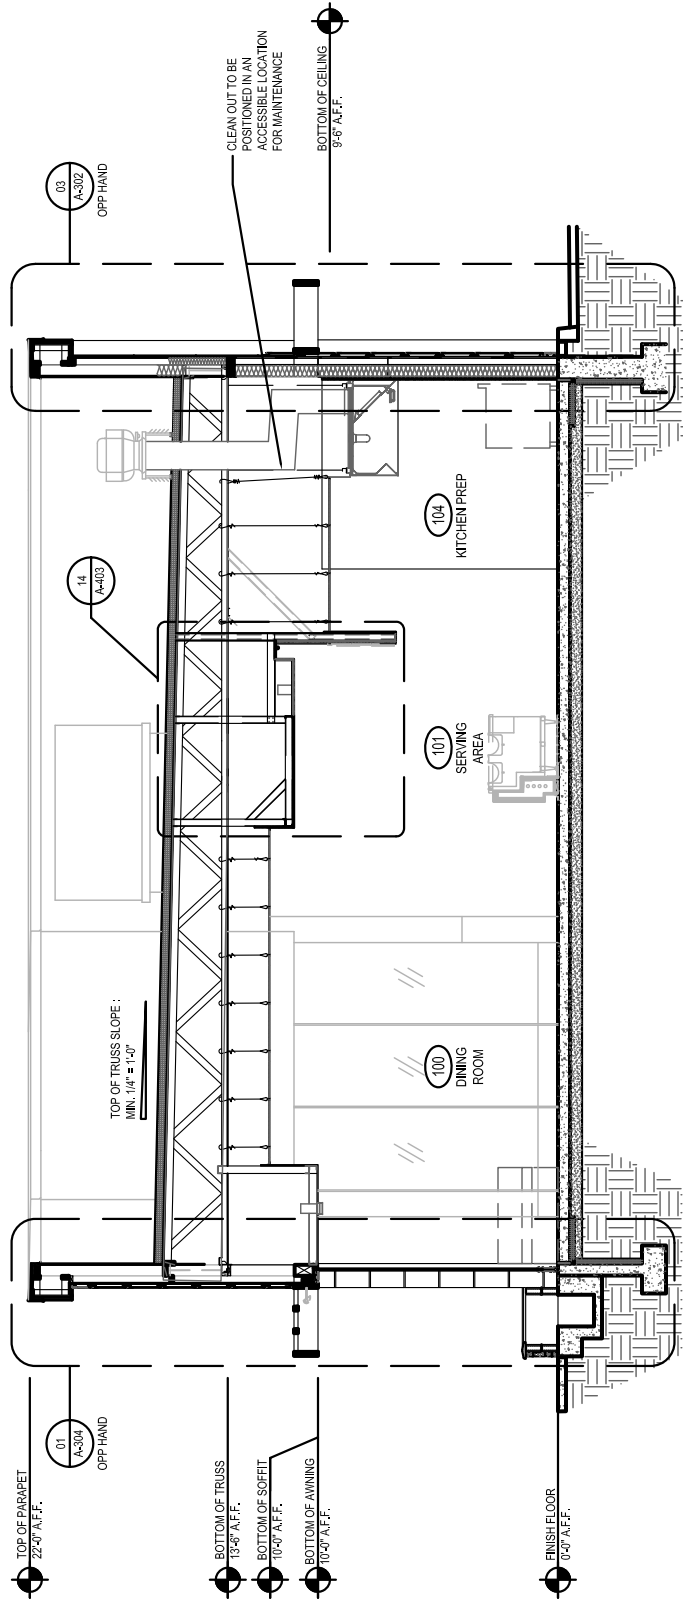 TOP OF PARAPET
22'-0" A.F.F.
BOTTOM OF TRUSS
13'-6" A.F.F.
BOTTOM OF SOFFIT
10'-0" A.F.F.
BOTTOM OF AWNING
10'-0" A.F.F.
FINISH FLOOR
0'-0" A.F.F.
01
A-304
OPP HAND
TOP OF TRUSS SLOPE :
MIN. 1/4" = 1'-0"
100
DINING
ROOM
101
SERVING
AREA
14
A-403
104
KITCHEN PREP
03
A-302
OPP HAND
CLEAN OUT TO BE
POSITIONED IN AN
ACCESSIBLE LOCATION
FOR MAINTENANCE
BOTTOM OF CEILING
9'-6" A.F.F.